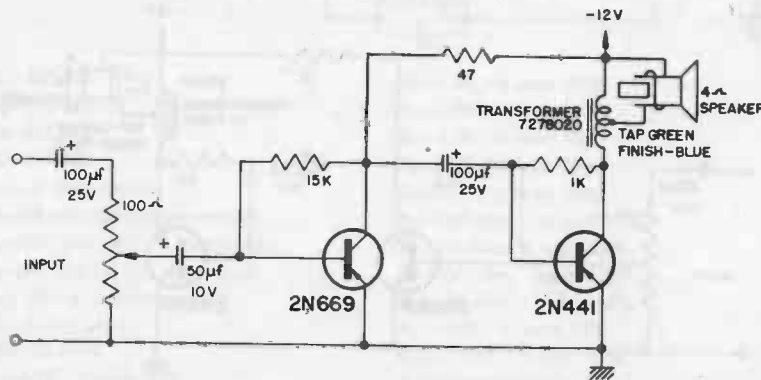 -12V
47
4Ω
SPEAKER
TRANSFORMER
7278020
TAP GREEN
FINISH-BLUE
+
100µf
25V
100Ω
15K
+
100µf
25V
1K
+
50µf
10V
INPUT
2N669
2N441